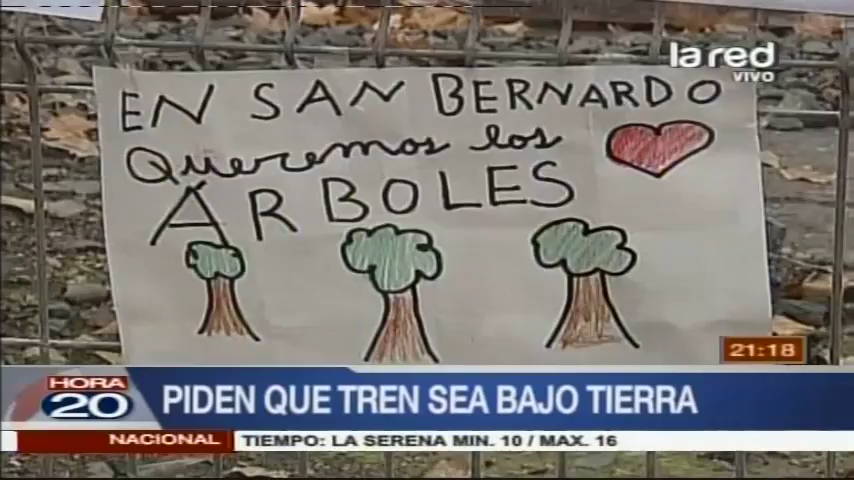 la red
VIVO
EN SAN BERNARDO
Queremos los
ÁRBOLES
21:18
HORA
20
PIDEN QUE TREN SEA BAJO TIERRA
NACIONAL
TIEMPO: LA SERENA MIN. 10 / MAX. 16